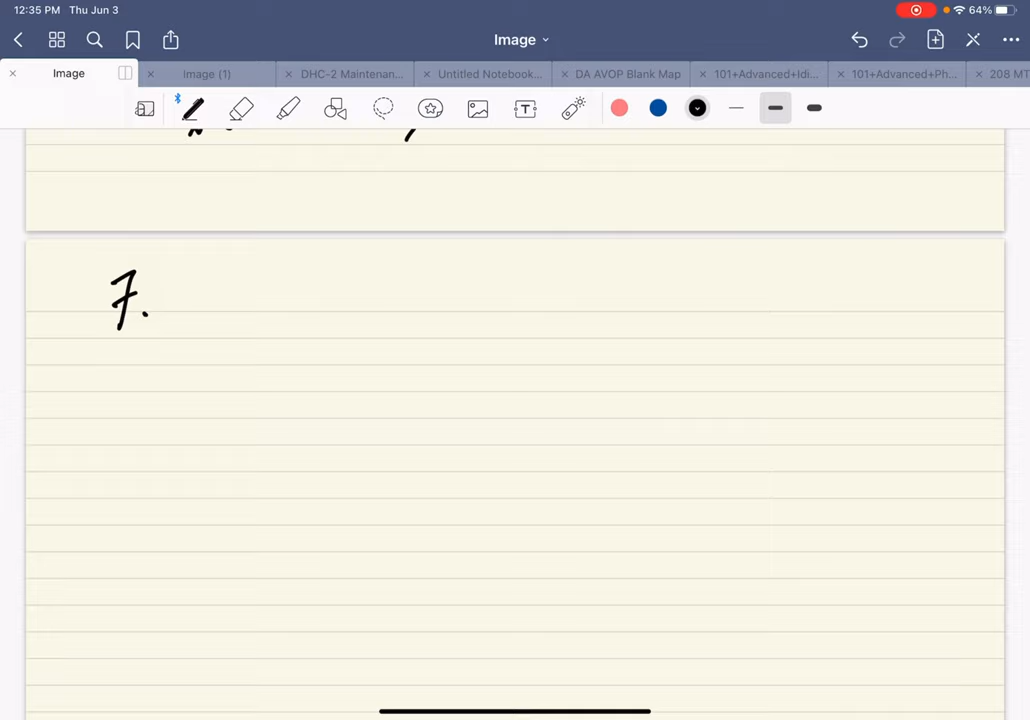 12:35 PM Thu Jun 3
64%
Image
Image
Image (1)
DHC-2 Maintenan...
Untitled Notebook...
DA AVOP Blank Map
101+Advanced+Idi...
101+Advanced+Ph...
208 MT
T
7.